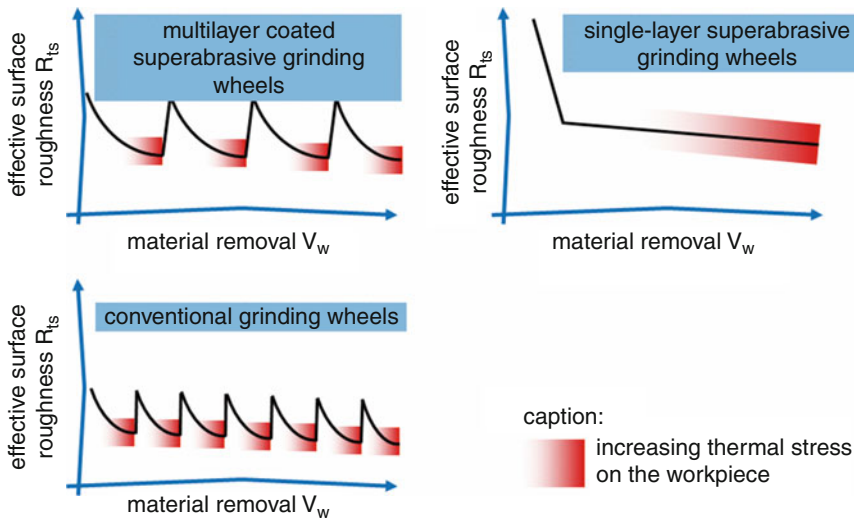 multilayer coated
superabrasive grinding
wheels
effective surface
roughness Rts
material removal Vw
single-layer superabrasive
grinding wheels
effective surface
roughness Rts
material removal Vw
conventional grinding wheels
effective surface
roughness Rts
material removal Vw
caption:
increasing thermal stress
on the workpiece